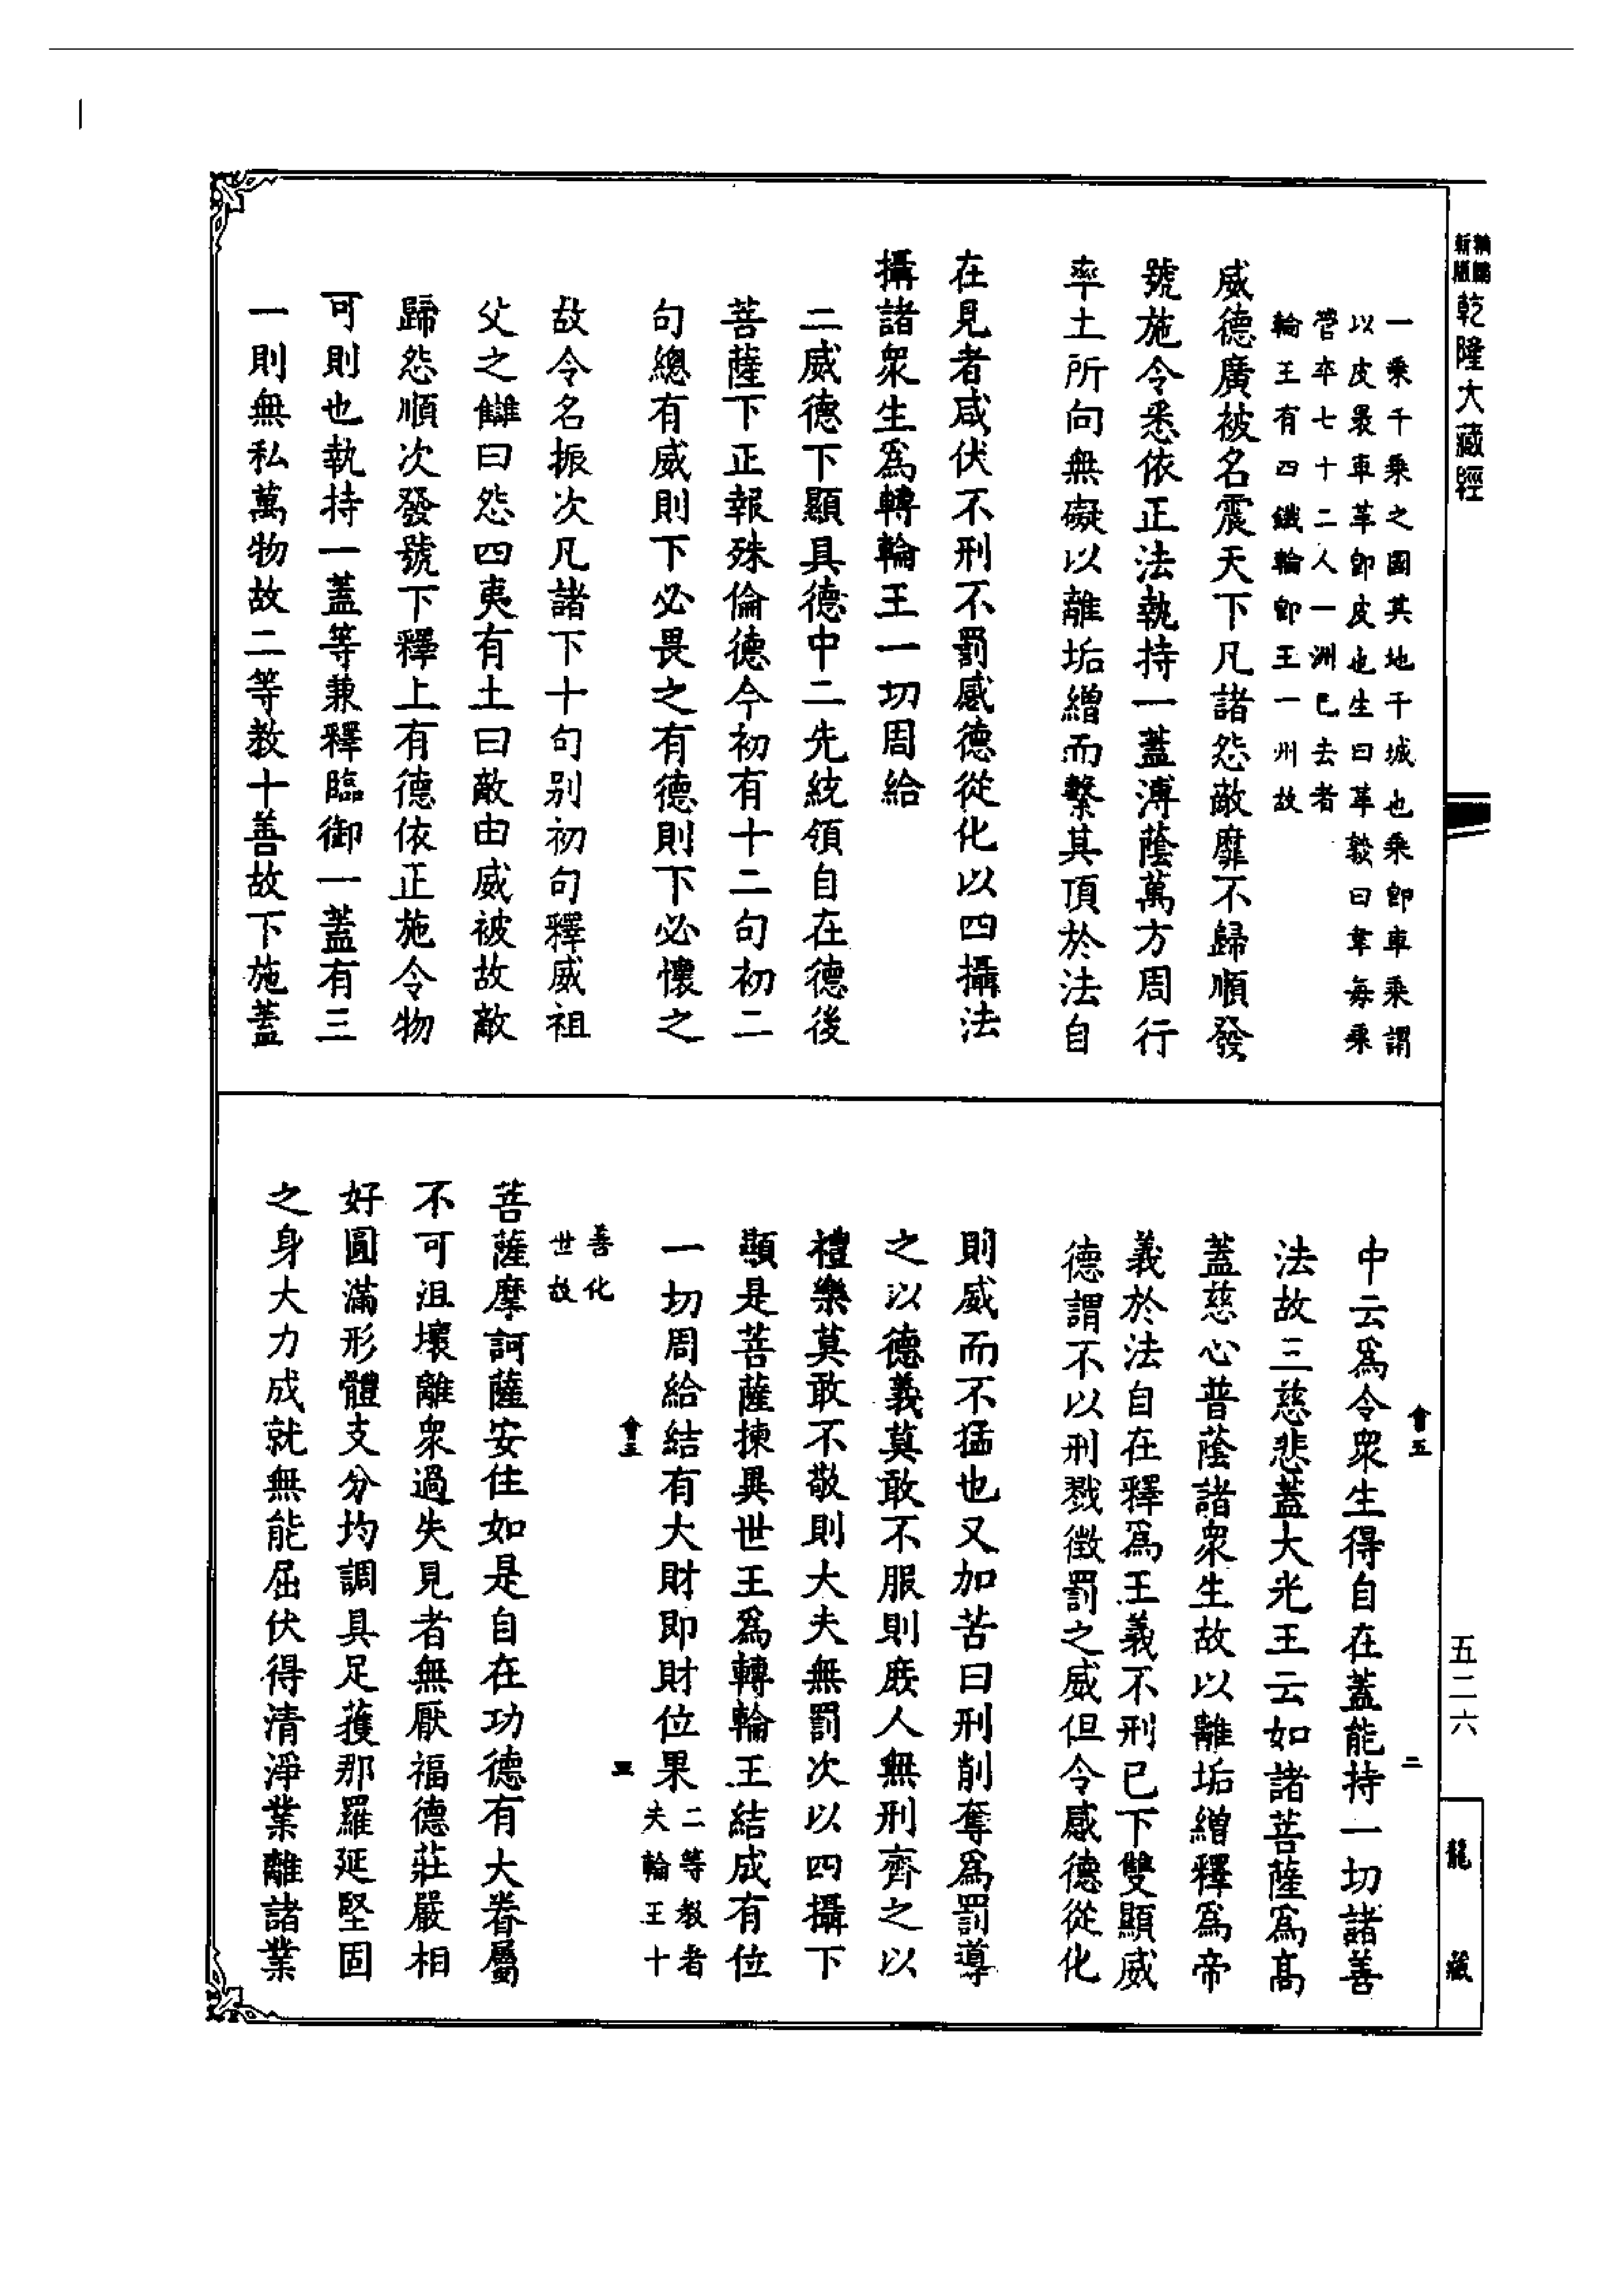 新編縮版
乾隆大藏經
一乘千乘之國其地千城也乘卽車乘謂
以皮裹車革卽皮也生曰革𣪠曰韋每乘
營卒七十二人一洲已去者
輪王有四鐵輪卽王一州故
威德廣被名震天下凡諸怨敵靡不歸順發
號施令悉依正法執持一蓋溥蔭萬方周行
率土所向無礙以離垢繒而繫其頂於法自
在見者咸伏不刑不罰感德從化以四攝法
攝諸衆生爲轉輪王一切周給
二威德下顯具德中二先統領自在德後
菩薩下正報殊倫德今初有十二句初二
句總有威則下必畏之有德則下必懷之
故令名振次凡諸下十句别初句釋威祖
父之讎曰怨四夷有土曰敵由威被故敵
歸怨順次發號下釋上有德依正施令物
可則也執持一蓋等兼釋臨御一蓋有三
一則無私萬物故二等教十善故下施蓋
中云爲令衆生得自在蓋能持一切諸善
法故三慈悲蓋大光王云如諸菩薩爲髙
蓋慈心普蔭諸衆生故以離垢繒釋爲帝
義於法自在釋爲王義不刑已下雙顯威
德謂不以刑戮徵罰之威但令感德從化
則威而不猛也又加苦曰刑削奪爲罰導
之以德義莫敢不服則庶人無刑齊之以
禮樂莫敢不敬則大夫無罰次以四攝下
顯是菩薩揀異世王爲轉輪王結成有位
一切周給結有大財即財位果
二等教者
夫輪王十
善化
世故
菩薩摩訶薩安住如是自在功德有大眷屬
不可沮壞離衆過失見者無厭福德莊嚴相
好圓滿形體支分均調具足獲那羅延堅固
之身大力成就無能屈伏得清淨業離諸業
會五
二
會五
三
五二六
龍藏